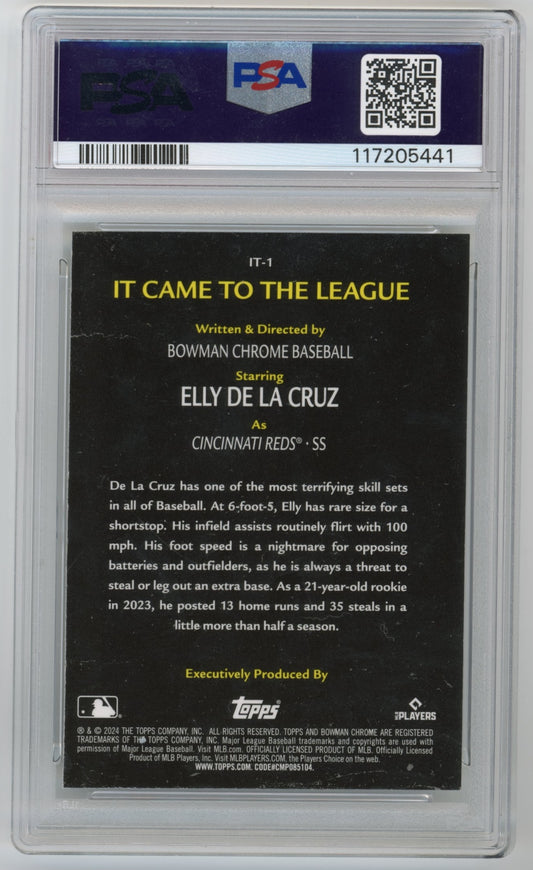 PSA
PSA
117205441
IT-1
IT CAME TO THE LEAGUE
Written & Directed by
BOWMAN CHROME BASEBALL
Starring
ELLY DE LA CRUZ
As
CINCINNATI REDS® · SS
De La Cruz has one of the most terrifying skill sets
in all of Baseball. At 6-foot-5, Elly has rare size for a
shortstop. His infield assists routinely flirt with 100
mph. His foot speed is a nightmare for opposing
batteries and outfielders, as he is always a threat to
steal or leg out an extra base. As a 21-year-old rookie
in 2023, he posted 13 home runs and 35 steals in a
little more than half a season.
Executively Produced By
Topps
MLB PLAYERS
® & © 2024 THE TOPPS COMPANY, INC. ALL RIGHTS RESERVED. TOPPS AND BOWMAN CHROME ARE REGISTERED
TRADEMARKS OF THE TOPPS COMPANY, INC. Major League Baseball trademarks and copyrights are used with
permission of Major League Baseball. Visit MLB.com. OFFICIALLY LICENSED PRODUCT OF MLB. Officially Licensed
Product of MLB Players, Inc. Visit MLBPLAYERS.COM, the Players Choice on the web.
WWW.TOPPS.COM. CODE#CMP085104.